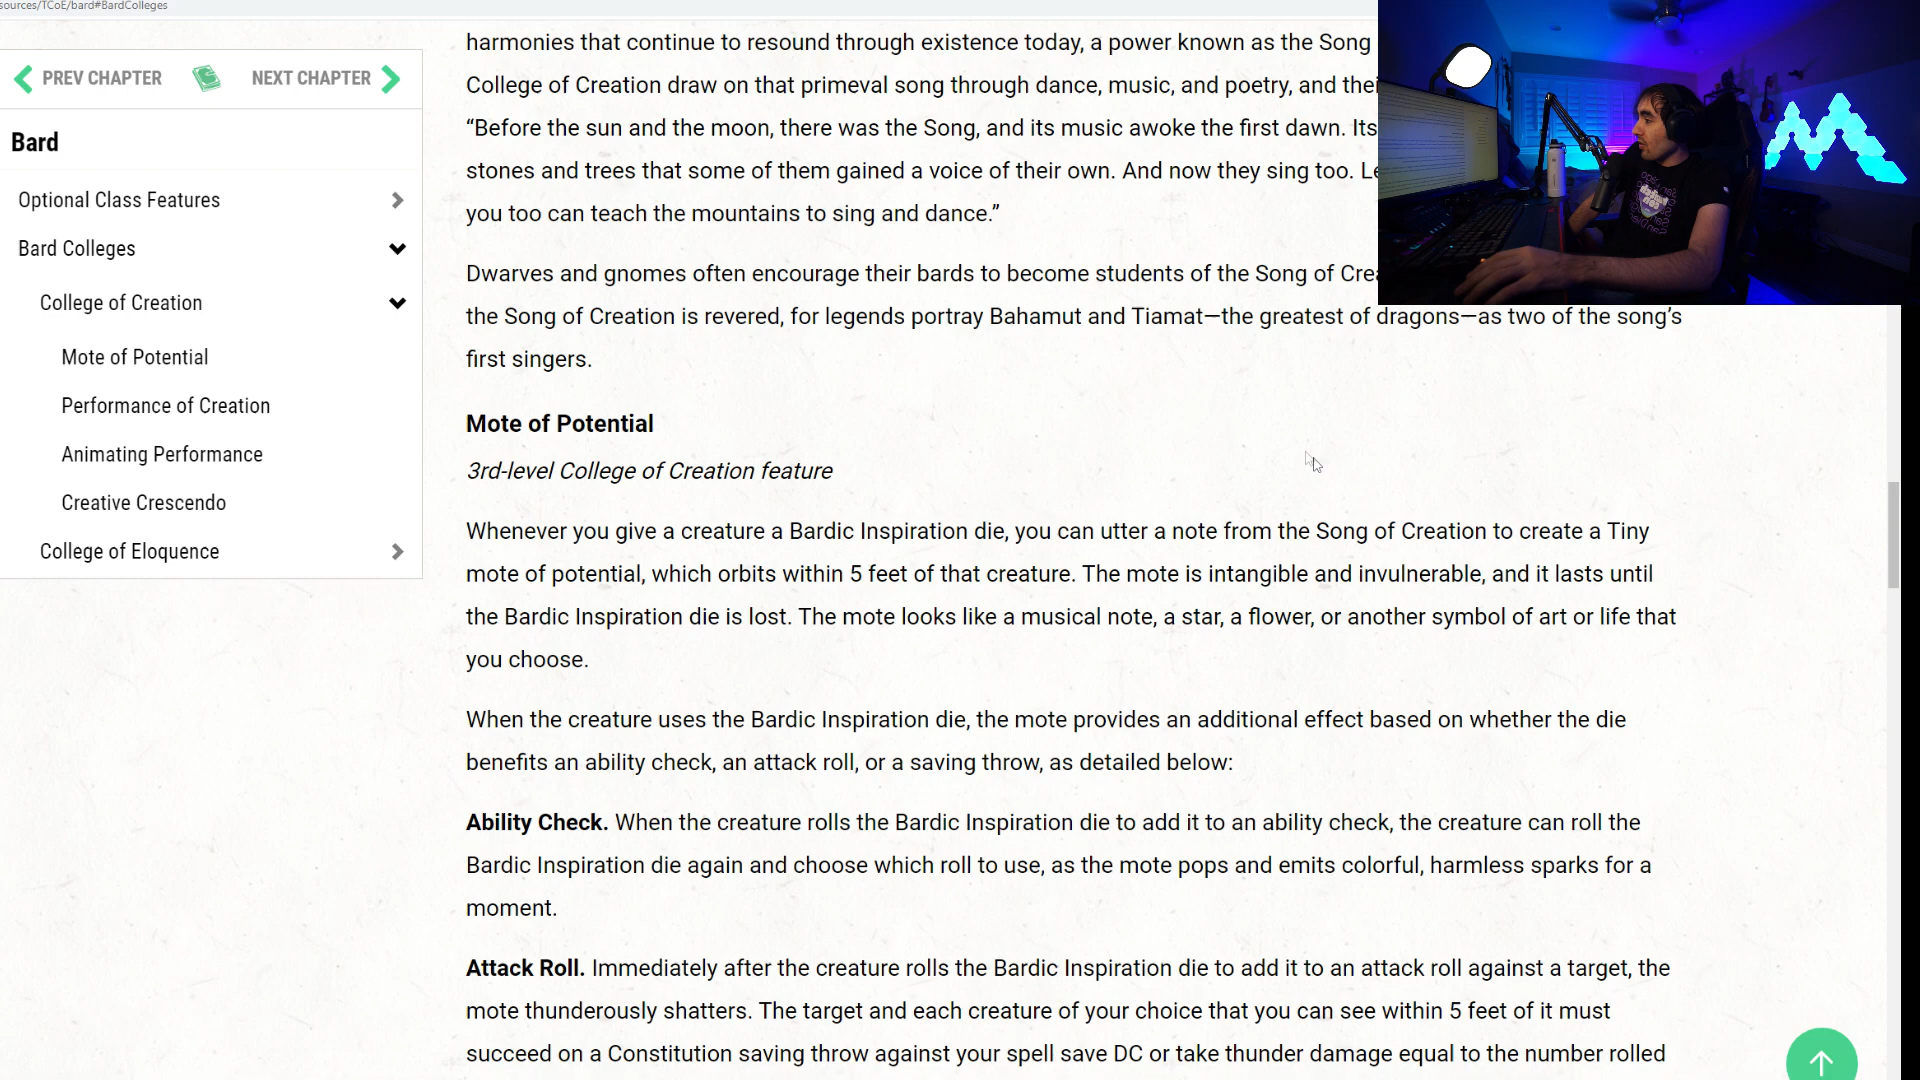 sources/TCoE/bard#BardColleges
PREV CHAPTER
NEXT CHAPTER
Bard
Optional Class Features
Bard Colleges
College of Creation
Mote of Potential
Performance of Creation
Animating Performance
Creative Crescendo
College of Eloquence
harmonies that continue to resound through existence today, a power known as the Song
College of Creation draw on that primeval song through dance, music, and poetry, and
“Before the sun and the moon, there was the Song, and its music awoke the first dawn. Its
stones and trees that some of them gained a voice of their own. And now they sing too.
you too can teach the mountains to sing and dance.”
Dwarves and gnomes often encourage their bards to become students of the Song of
the Song of Creation is revered, for legends portray Bahamut and Tiamat—the greatest of dragons—as two of the song’s
first singers.
Mote of Potential
3rd-level College of Creation feature
Whenever you give a creature a Bardic Inspiration die, you can utter a note from the Song of Creation to create a Tiny
mote of potential, which orbits within 5 feet of that creature. The mote is intangible and invulnerable, and it lasts until
the Bardic Inspiration die is lost. The mote looks like a musical note, a star, a flower, or another symbol of art or life that
you choose.
When the creature uses the Bardic Inspiration die, the mote provides an additional effect based on whether the die
benefits an ability check, an attack roll, or a saving throw, as detailed below:
Ability Check. When the creature rolls the Bardic Inspiration die to add it to an ability check, the creature can roll the
Bardic Inspiration die again and choose which roll to use, as the mote pops and emits colorful, harmless sparks for a
moment.
Attack Roll. Immediately after the creature rolls the Bardic Inspiration die to add it to an attack roll against a target, the
mote thunderously shatters. The target and each creature of your choice that you can see within 5 feet of it must
succeed on a Constitution saving throw against your spell save DC or take thunder damage equal to the number rolled